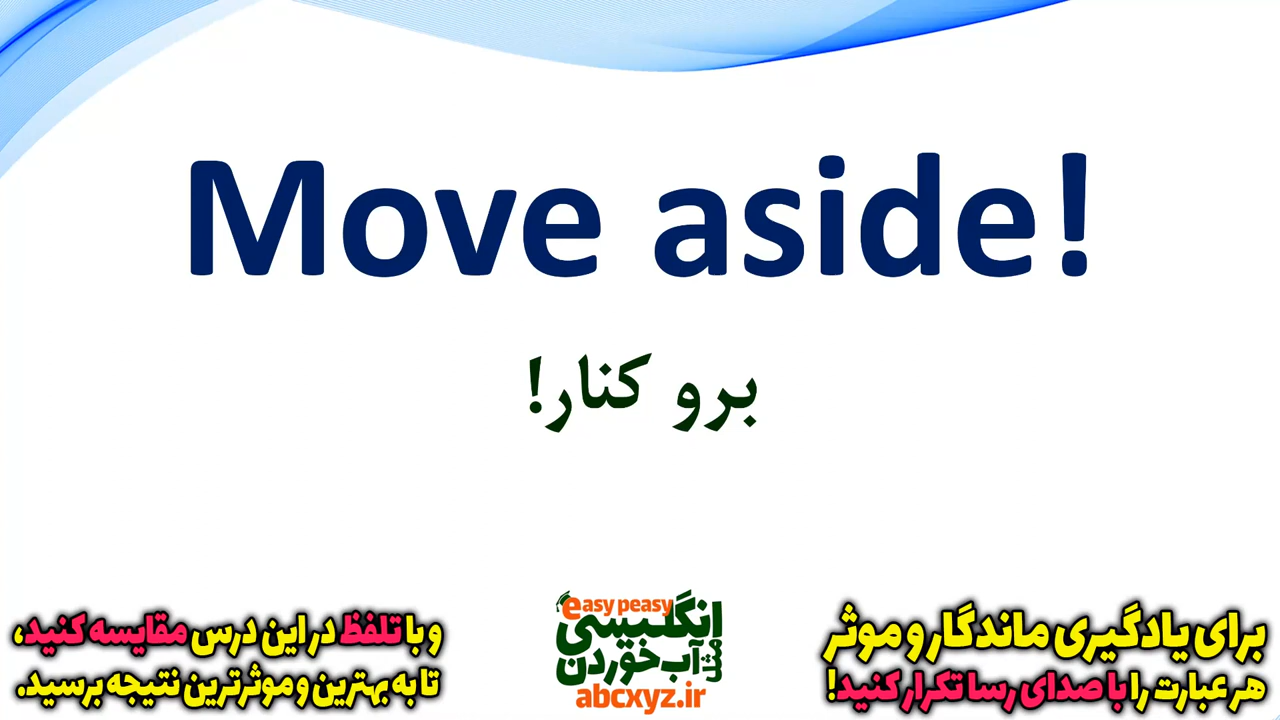 Move aside!
برو کنار!
برای یادگیری ماندگار و موثر
هر عبارت را با صدای رسا تکرار کنید!
easy peasy
انگلیسی
مثل آب خوردن
abcxyz.ir
و با تلفظ در این درس مقایسه کنید،
تا به بهترین و موثرترین نتیجه برسید.